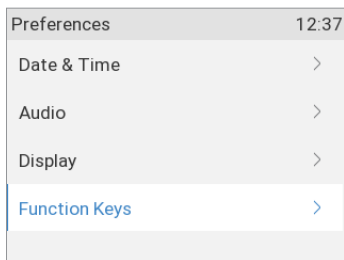 Preferences 12:37
Date & Time
Audio
Display
Function Keys